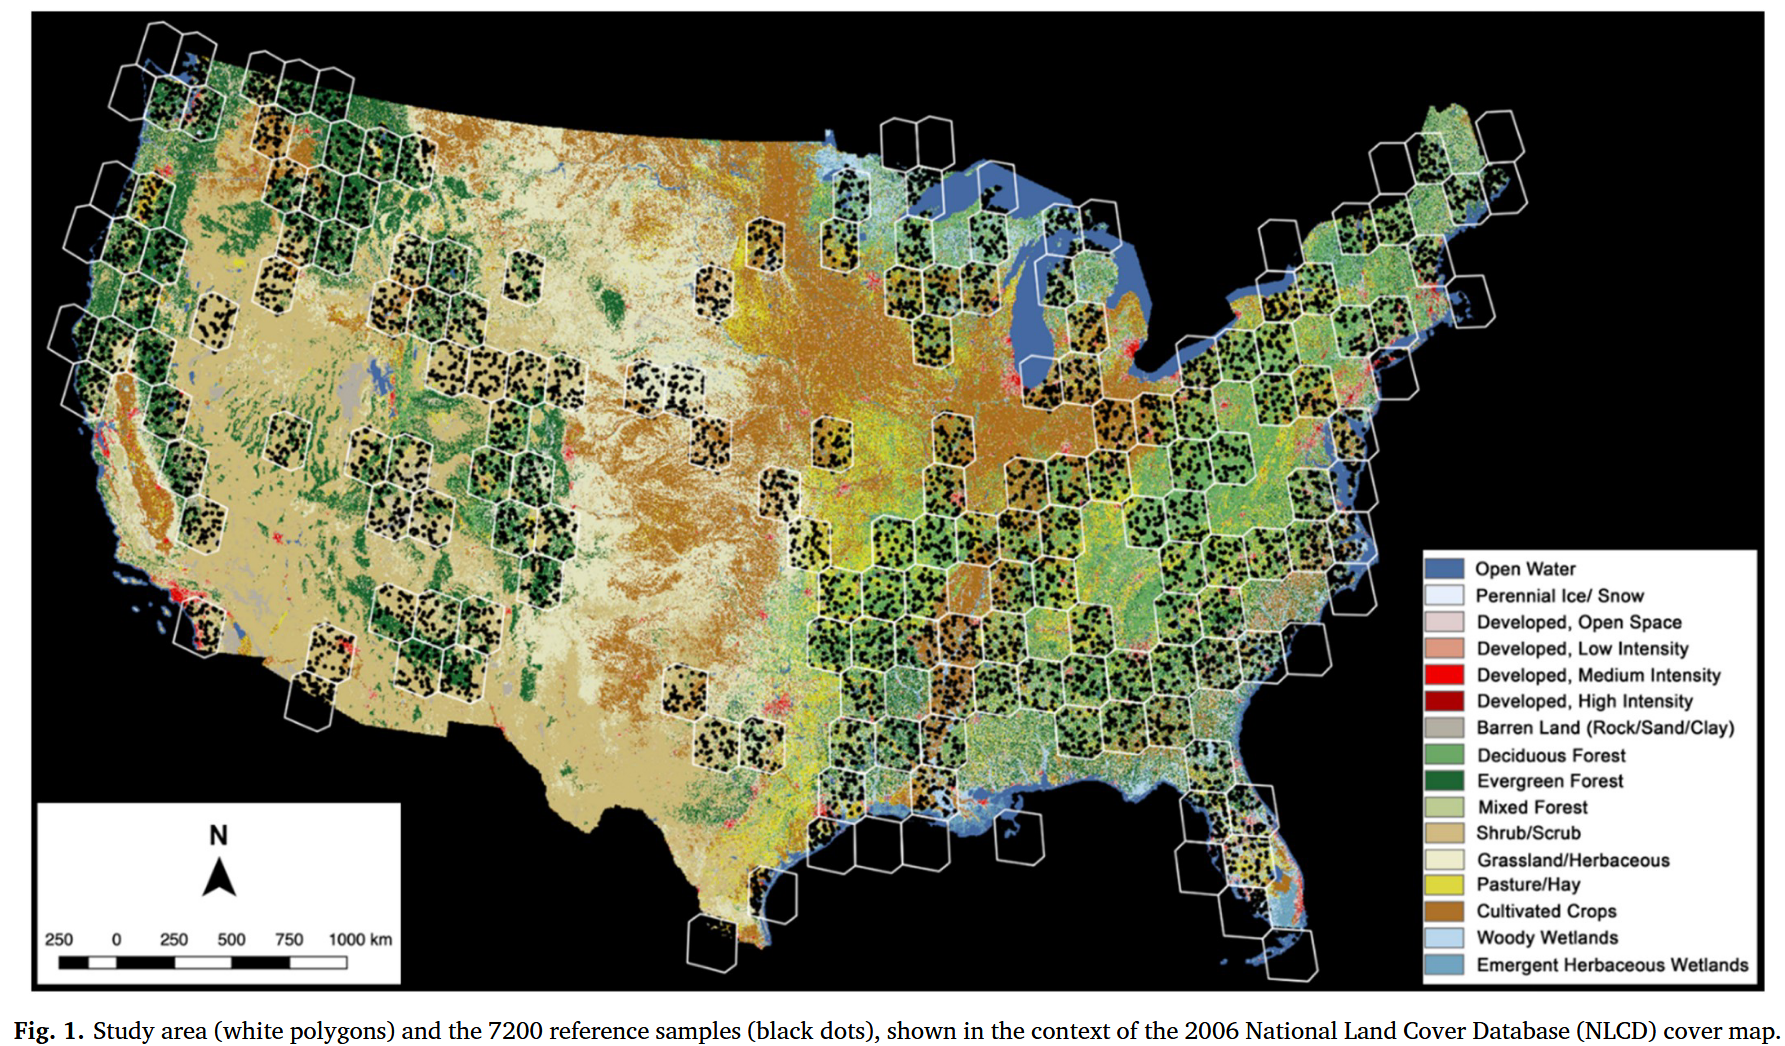 Open Water
Perennial Ice/ Snow
Developed, Open Space
Developed, Low Intensity
Developed, Medium Intensity
Developed, High Intensity
Barren Land (Rock/Sand/Clay)
Deciduous Forest
Evergreen Forest
Mixed Forest
Shrub/Scrub
Grassland/Herbaceous
Pasture/Hay
Cultivated Crops
Woody Wetlands
Emergent Herbaceous Wetlands
N
250 0 250 500 750 1000 km
Fig. 1. Study area (white polygons) and the 7200 reference samples (black dots), shown in the context of the 2006 National Land Cover Database (NLCD) cover map.